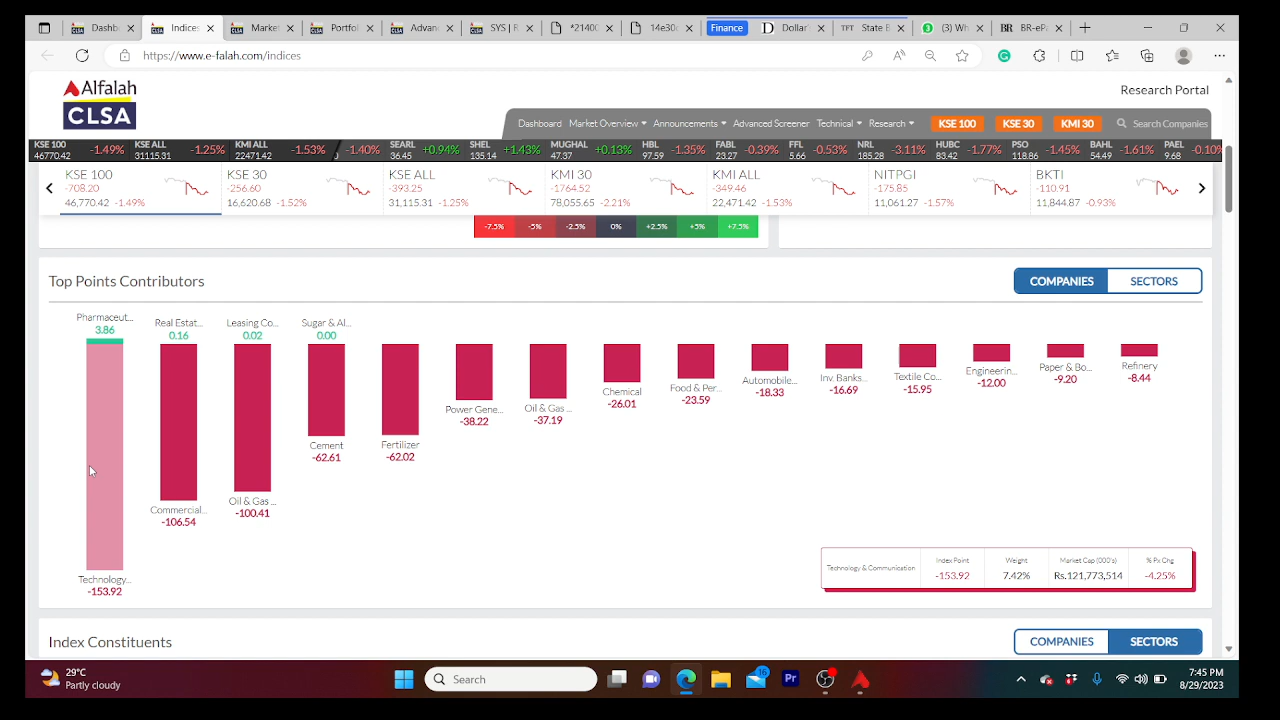 Dashb
Indices
Market
Portfol
Advan
SYS | R
*21400
14e30c
Finance
Dollar'
TFT State B
(3) Wh
BR BR-ePa
https://www.e-falah.com/indices
Alfalah
CLSA
Research Portal
Dashboard Market Overview Announcements Advanced Screener Technical Research KSE 100 KSE 30 KMI 30 Search Companies
KSE 100 46770.42 -1.49%
KSE ALL 31115.31 -1.25%
KMI ALL 22471.42 -1.53%
-1.40%
SEARL 36.45 +0.94%
SHEL 135.14 +1.43%
MUGHAL 47.37 +0.13%
HBL 97.59 -1.35%
FABL 23.27 -0.39%
FFL 5.66 -0.53%
NRL 185.28 -3.11%
HUBC 83.42 -1.77%
PSO 118.86 -1.45%
BAHL 54.49 -1.61%
PAEL 9.68 -0.10%
KSE 100
-708.20
46,770.42 -1.49%
KSE 30
-256.60
16,620.68 -1.52%
KSE ALL
-393.25
31,115.31 -1.25%
KMI 30
-1764.52
78,055.65 -2.21%
KMI ALL
-349.46
22,471.42 -1.53%
NITPGI
-175.85
11,061.27 -1.57%
BKTI
-110.91
11,844.87 -0.93%
-7.5% -5% -2.5% 0% +2.5% +5% +7.5%
Top Points Contributors
COMPANIES SECTORS
Pharmaceut...
3.86
Real Estat...
0.16
Leasing Co...
0.02
Sugar & Al...
0.00
Technology...
-153.92
Commercial...
-106.54
Oil & Gas ...
-100.41
Cement
-62.61
Fertilizer
-62.02
Power Gene...
-38.22
Oil & Gas ...
-37.19
Chemical
-26.01
Food & Per...
-23.59
Automobile...
-18.33
Inv. Banks...
-16.69
Textile Co...
-15.95
Engineerin...
-12.00
Paper & Bo...
-9.20
Refinery
-8.44
Index Point Weight Market Cap (000's) % Px Chg
Technology & Communication -153.92 7.42% Rs.121,773,514 -4.25%
Index Constituents
COMPANIES SECTORS
29°C
Partly cloudy
Search
Pr
7:45 PM
8/29/2023